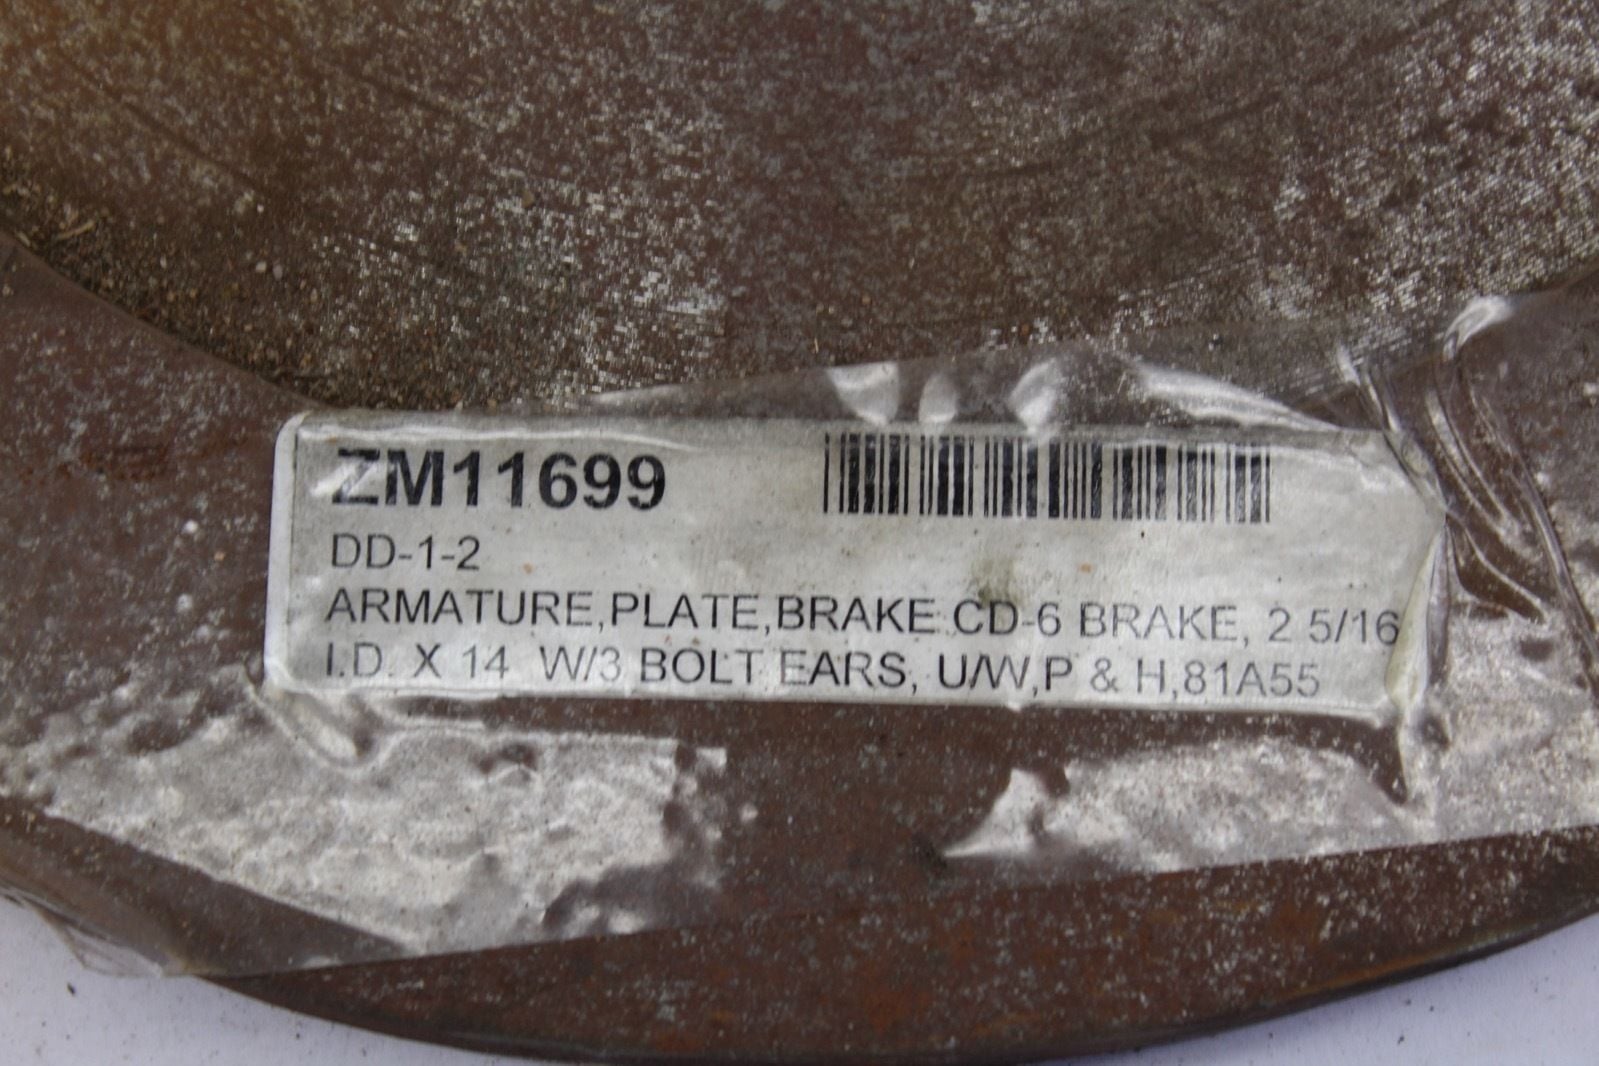 ZM11699
DD-1-2
ARMATURE,PLATE,BRAKE CD-6 BRAKE, 2 5/16
I.D. X 14 W/3 BOLT EARS, U/W,P & H,81A55